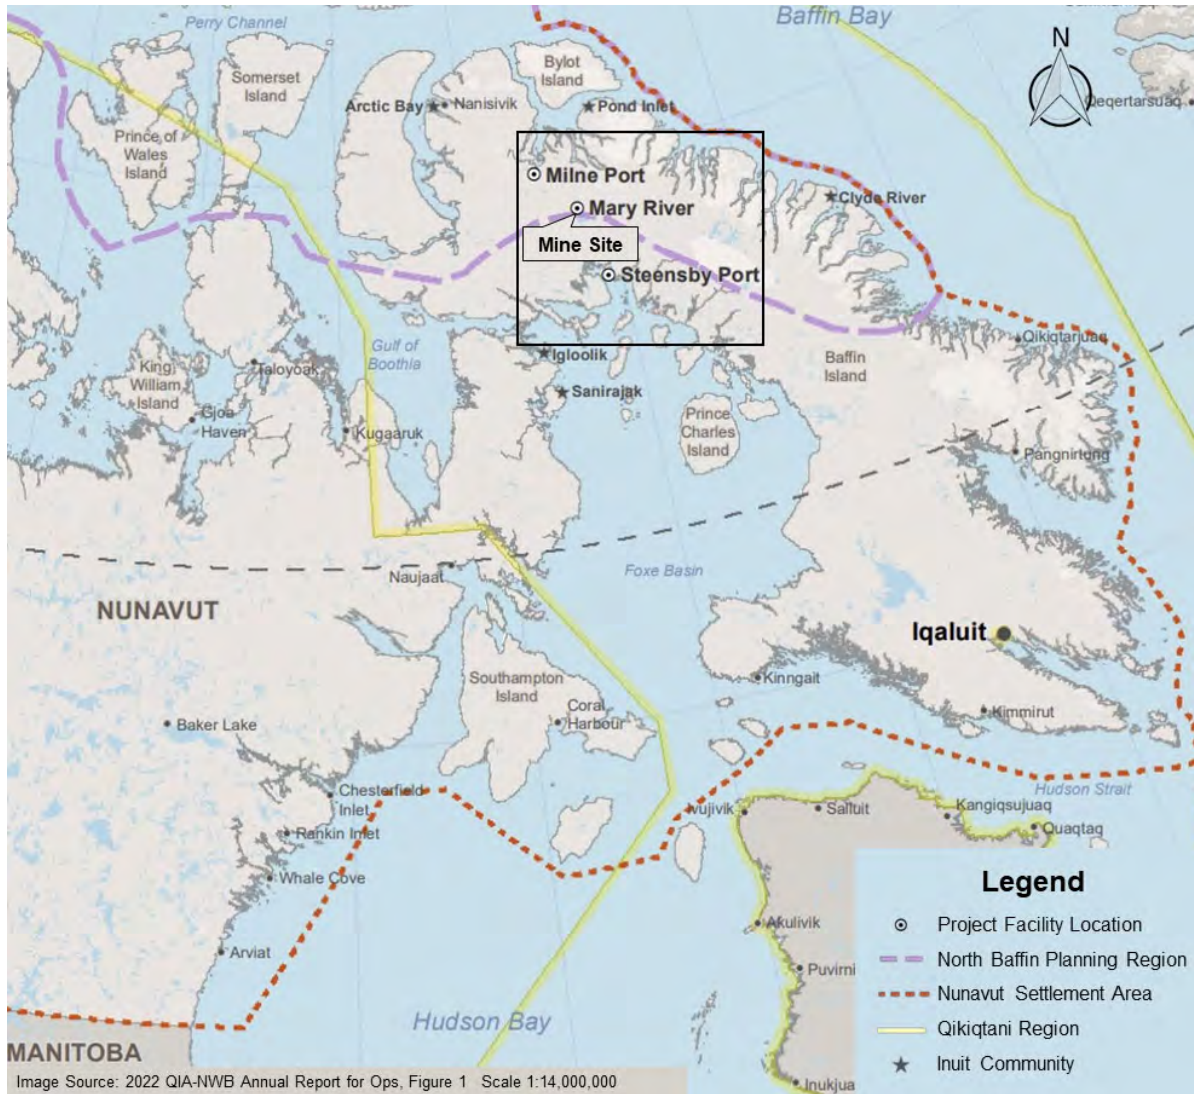 Baffin Bay
Perry Channel
N
Somerset
Island
Bylot
Island
Arctic Bay
Nanisivik
Pond Inlet
Qeqertarsuaq
Prince of
Wales
Island
Milne Port
Mary River
Clyde River
Mine Site
Steensby Port
Gulf of
Boothia
Igloolik
Qikiqtarjuaq
King
William
Island
Taloyoak
Baffin
Island
Sanirajak
Gjoa
Haven
Kugaaruk
Prince
Charles
Island
Pangnirtung
Naujaat
Foxe Basin
NUNAVUT
Iqaluit
Southampton
Island
Kinngait
Coral
Harbour
Kimmirut
Baker Lake
Chesterfield
Inlet
Hudson Strait
Ivujivik
Salluit
Kangiqsujuaq
Quaqtaq
Rankin Inlet
Whale Cove
Akulivik
Arviat
Puvirni
Hudson Bay
MANITOBA
Inukjua
Legend
Project Facility Location
North Baffin Planning Region
Nunavut Settlement Area
Qikiqtani Region
Inuit Community
Image Source: 2022 QIA-NWB Annual Report for Ops, Figure 1 Scale 1:14,000,000